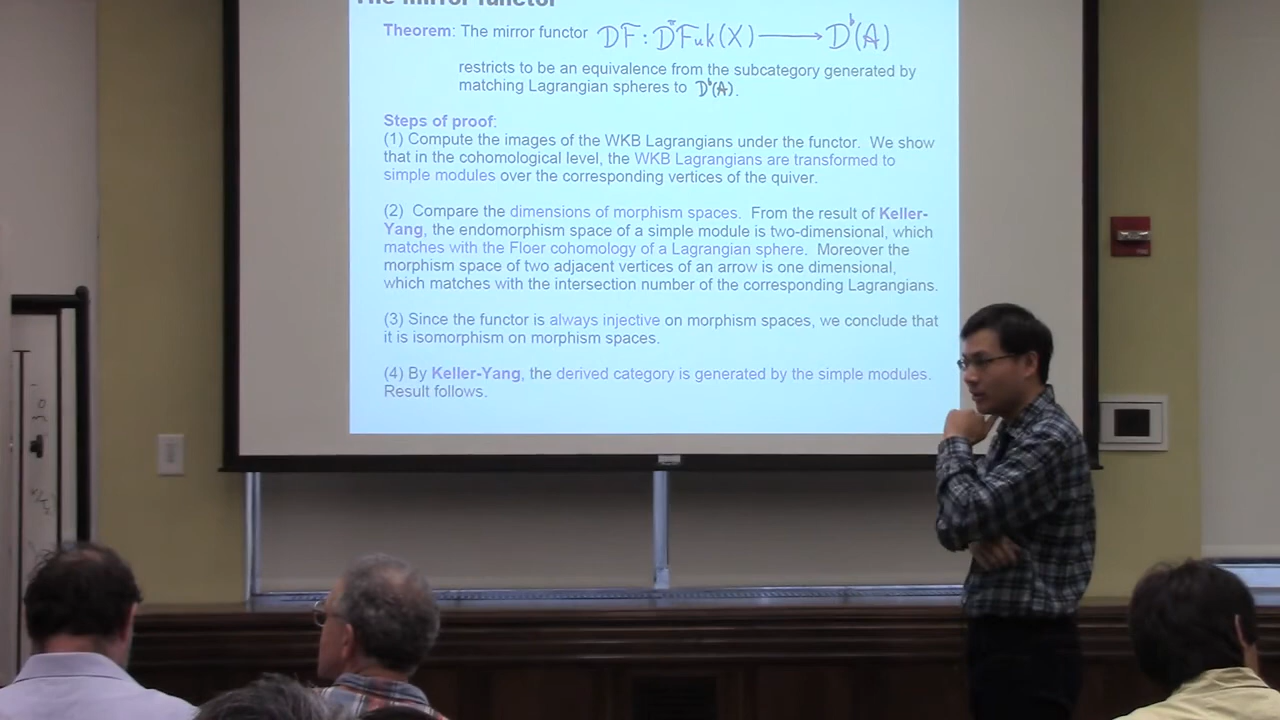 The mirror functor
Theorem: The mirror functor DF : DᵖⁱFuk(X) ⟶ Dᵇ(A)
restricts to be an equivalence from the subcategory generated by
matching Lagrangian spheres to Dᵇ(A).
Steps of proof:
(1) Compute the images of the WKB Lagrangians under the functor. We show
that in the cohomological level, the WKB Lagrangians are transformed to
simple modules over the corresponding vertices of the quiver.
(2) Compare the dimensions of morphism spaces. From the result of Keller-
Yang, the endomorphism space of a simple module is two-dimensional, which
matches with the Floer cohomology of a Lagrangian sphere. Moreover the
morphism space of two adjacent vertices of an arrow is one dimensional,
which matches with the intersection number of the corresponding Lagrangians.
(3) Since the functor is always injective on morphism spaces, we conclude that
it is isomorphism on morphism spaces.
(4) By Keller-Yang, the derived category is generated by the simple modules.
Result follows.